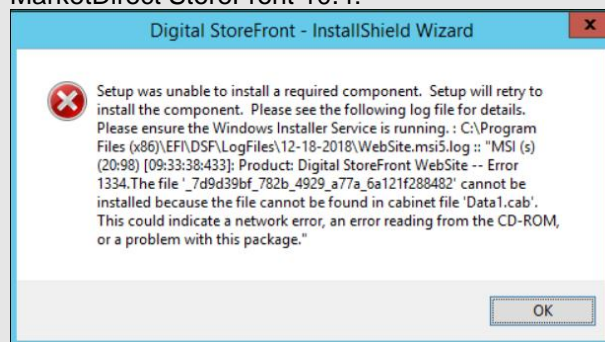 MarketDirect StoreFront 10.4.
Digital StoreFront - InstallShield Wizard
x
Setup was unable to install a required component. Setup will retry to
install the component. Please see the following log file for details.
Please ensure the Windows Installer Service is running. : C:\Program
Files (x86)\EFI\DSF\LogFiles\12-18-2018\WebSite.msi5.log :: "MSI (s)
(20:98) [09:33:38:433]: Product: Digital StoreFront WebSite -- Error
1334.The file '_7d9d39bf_782b_4929_a77a_6a121f288482' cannot be
installed because the file cannot be found in cabinet file 'Data1.cab'.
This could indicate a network error, an error reading from the CD-ROM,
or a problem with this package."
OK